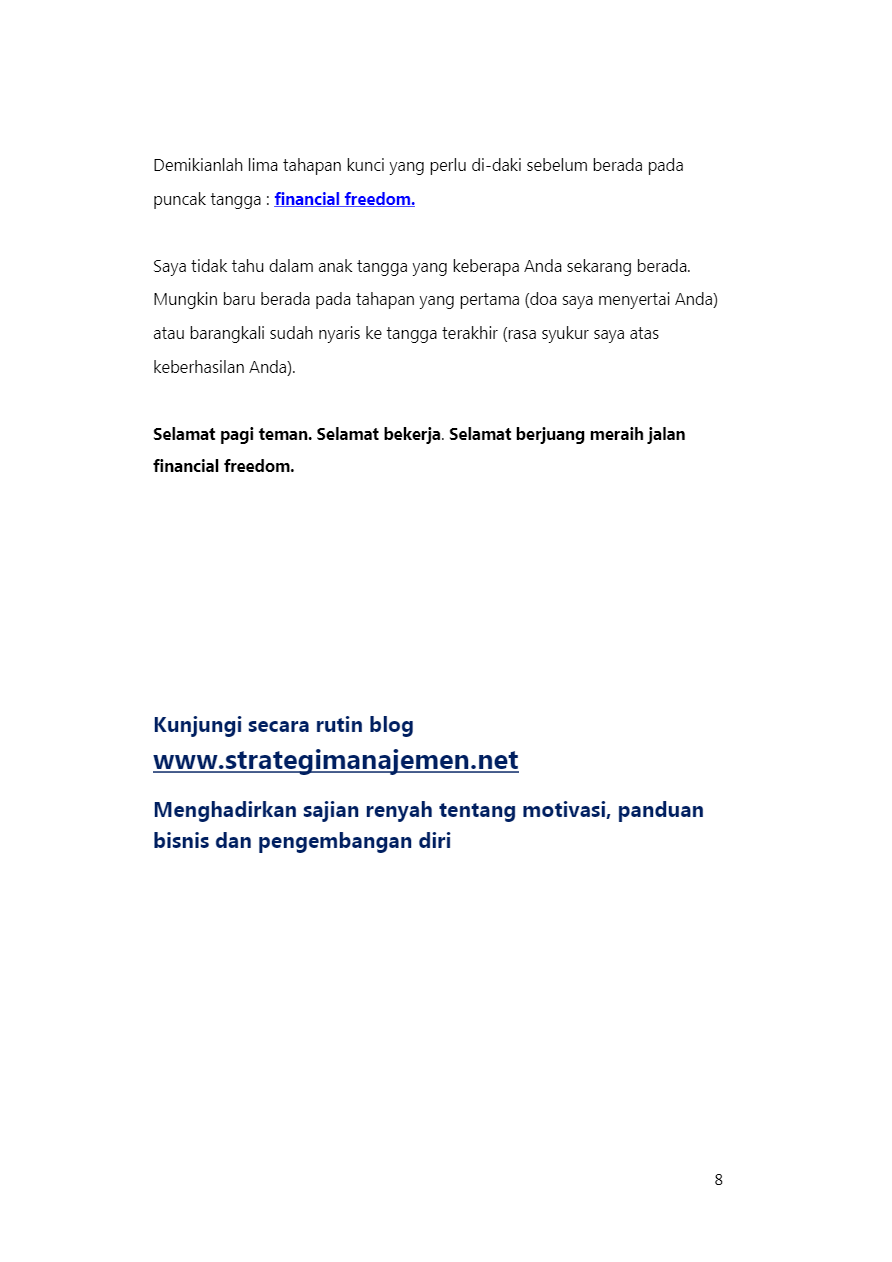 Demikianlah lima tahapan kunci yang perlu di-daki sebelum berada pada
puncak tangga : financial freedom.
Saya tidak tahu dalam anak tangga yang keberapa Anda sekarang berada.
Mungkin baru berada pada tahapan yang pertama (doa saya menyertai Anda)
atau barangkali sudah nyaris ke tangga terakhir (rasa syukur saya atas
keberhasilan Anda).
Selamat pagi teman. Selamat bekerja. Selamat berjuang meraih jalan
financial freedom.
Kunjungi secara rutin blog
www.strategimanajemen.net
Menghadirkan sajian renyah tentang motivasi, panduan
bisnis dan pengembangan diri
8